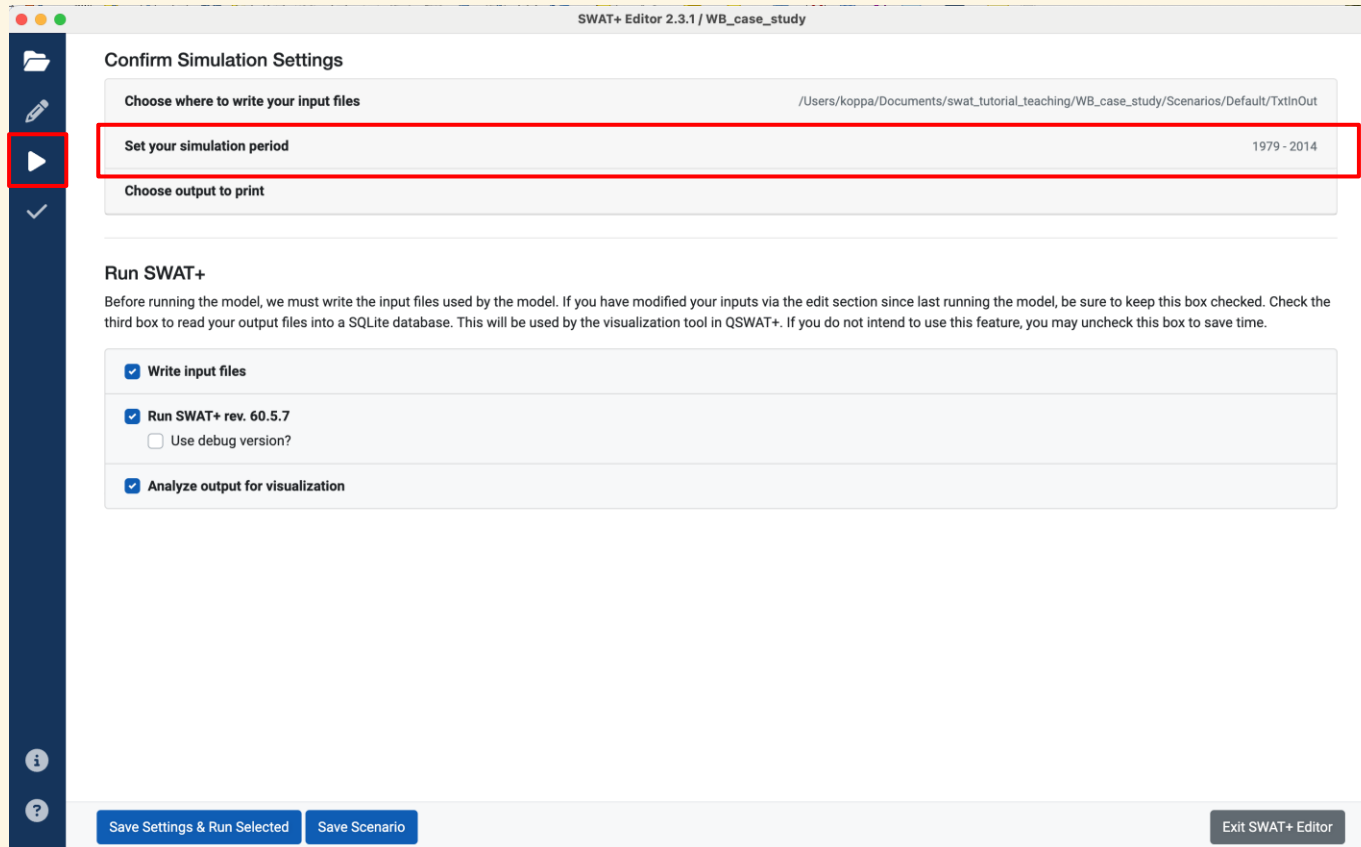 SWAT+ Editor 2.3.1 / WB_case_study
Confirm Simulation Settings
Choose where to write your input files /Users/koppa/Documents/swat_tutorial_teaching/WB_case_study/Scenarios/Default/TxtInOut
Set your simulation period 1979 - 2014
Choose output to print
Run SWAT+
Before running the model, we must write the input files used by the model. If you have modified your inputs via the edit section since last running the model, be sure to keep this box checked. Check the
third box to read your output files into a SQLite database. This will be used by the visualization tool in QSWAT+. If you do not intend to use this feature, you may uncheck this box to save time.
Write input files
Run SWAT+ rev. 60.5.7
Use debug version?
Analyze output for visualization
Save Settings & Run Selected Save Scenario Exit SWAT+ Editor